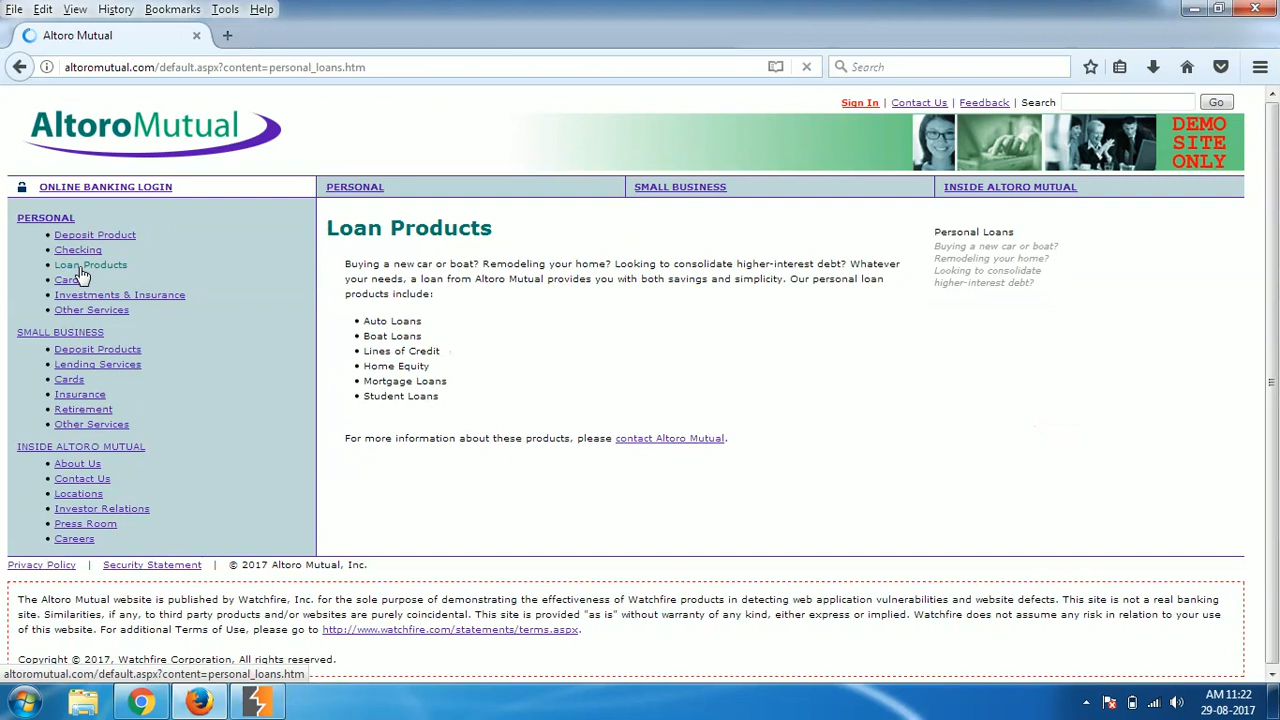 File Edit View History Bookmarks Tools Help
Altoro Mutual
altoromutual.com/default.aspx?content=personal_loans.htm
Search
Sign In | Contact Us | Feedback | Search
Go
AltoroMutual
DEMO
SITE
ONLY
ONLINE BANKING LOGIN
PERSONAL
SMALL BUSINESS
INSIDE ALTORO MUTUAL
PERSONAL
Deposit Product
Checking
Loan Products
Cards
Investments & Insurance
Other Services
SMALL BUSINESS
Deposit Products
Lending Services
Cards
Insurance
Retirement
Other Services
INSIDE ALTORO MUTUAL
About Us
Contact Us
Locations
Investor Relations
Press Room
Careers
Loan Products
Buying a new car or boat? Remodeling your home? Looking to consolidate higher-interest debt? Whatever
your needs, a loan from Altoro Mutual provides you with both savings and simplicity. Our personal loan
products include:
• Auto Loans
• Boat Loans
• Lines of Credit
• Home Equity
• Mortgage Loans
• Student Loans
For more information about these products, please contact Altoro Mutual.
Personal Loans
Buying a new car or boat?
Remodeling your home?
Looking to consolidate
higher-interest debt?
Privacy Policy | Security Statement | © 2017 Altoro Mutual, Inc.
The Altoro Mutual website is published by Watchfire, Inc. for the sole purpose of demonstrating the effectiveness of Watchfire products in detecting web application vulnerabilities and website defects. This site is not a real banking
site. Similarities, if any, to third party products and/or websites are purely coincidental. This site is provided "as is" without warranty of any kind, either express or implied. Watchfire does not assume any risk in relation to your use
of this website. For additional Terms of Use, please go to http://www.watchfire.com/statements/terms.aspx.
Copyright © 2017, Watchfire Corporation, All rights reserved.
altoromutual.com/default.aspx?content=personal_loans.htm
AM 11:22
29-08-2017